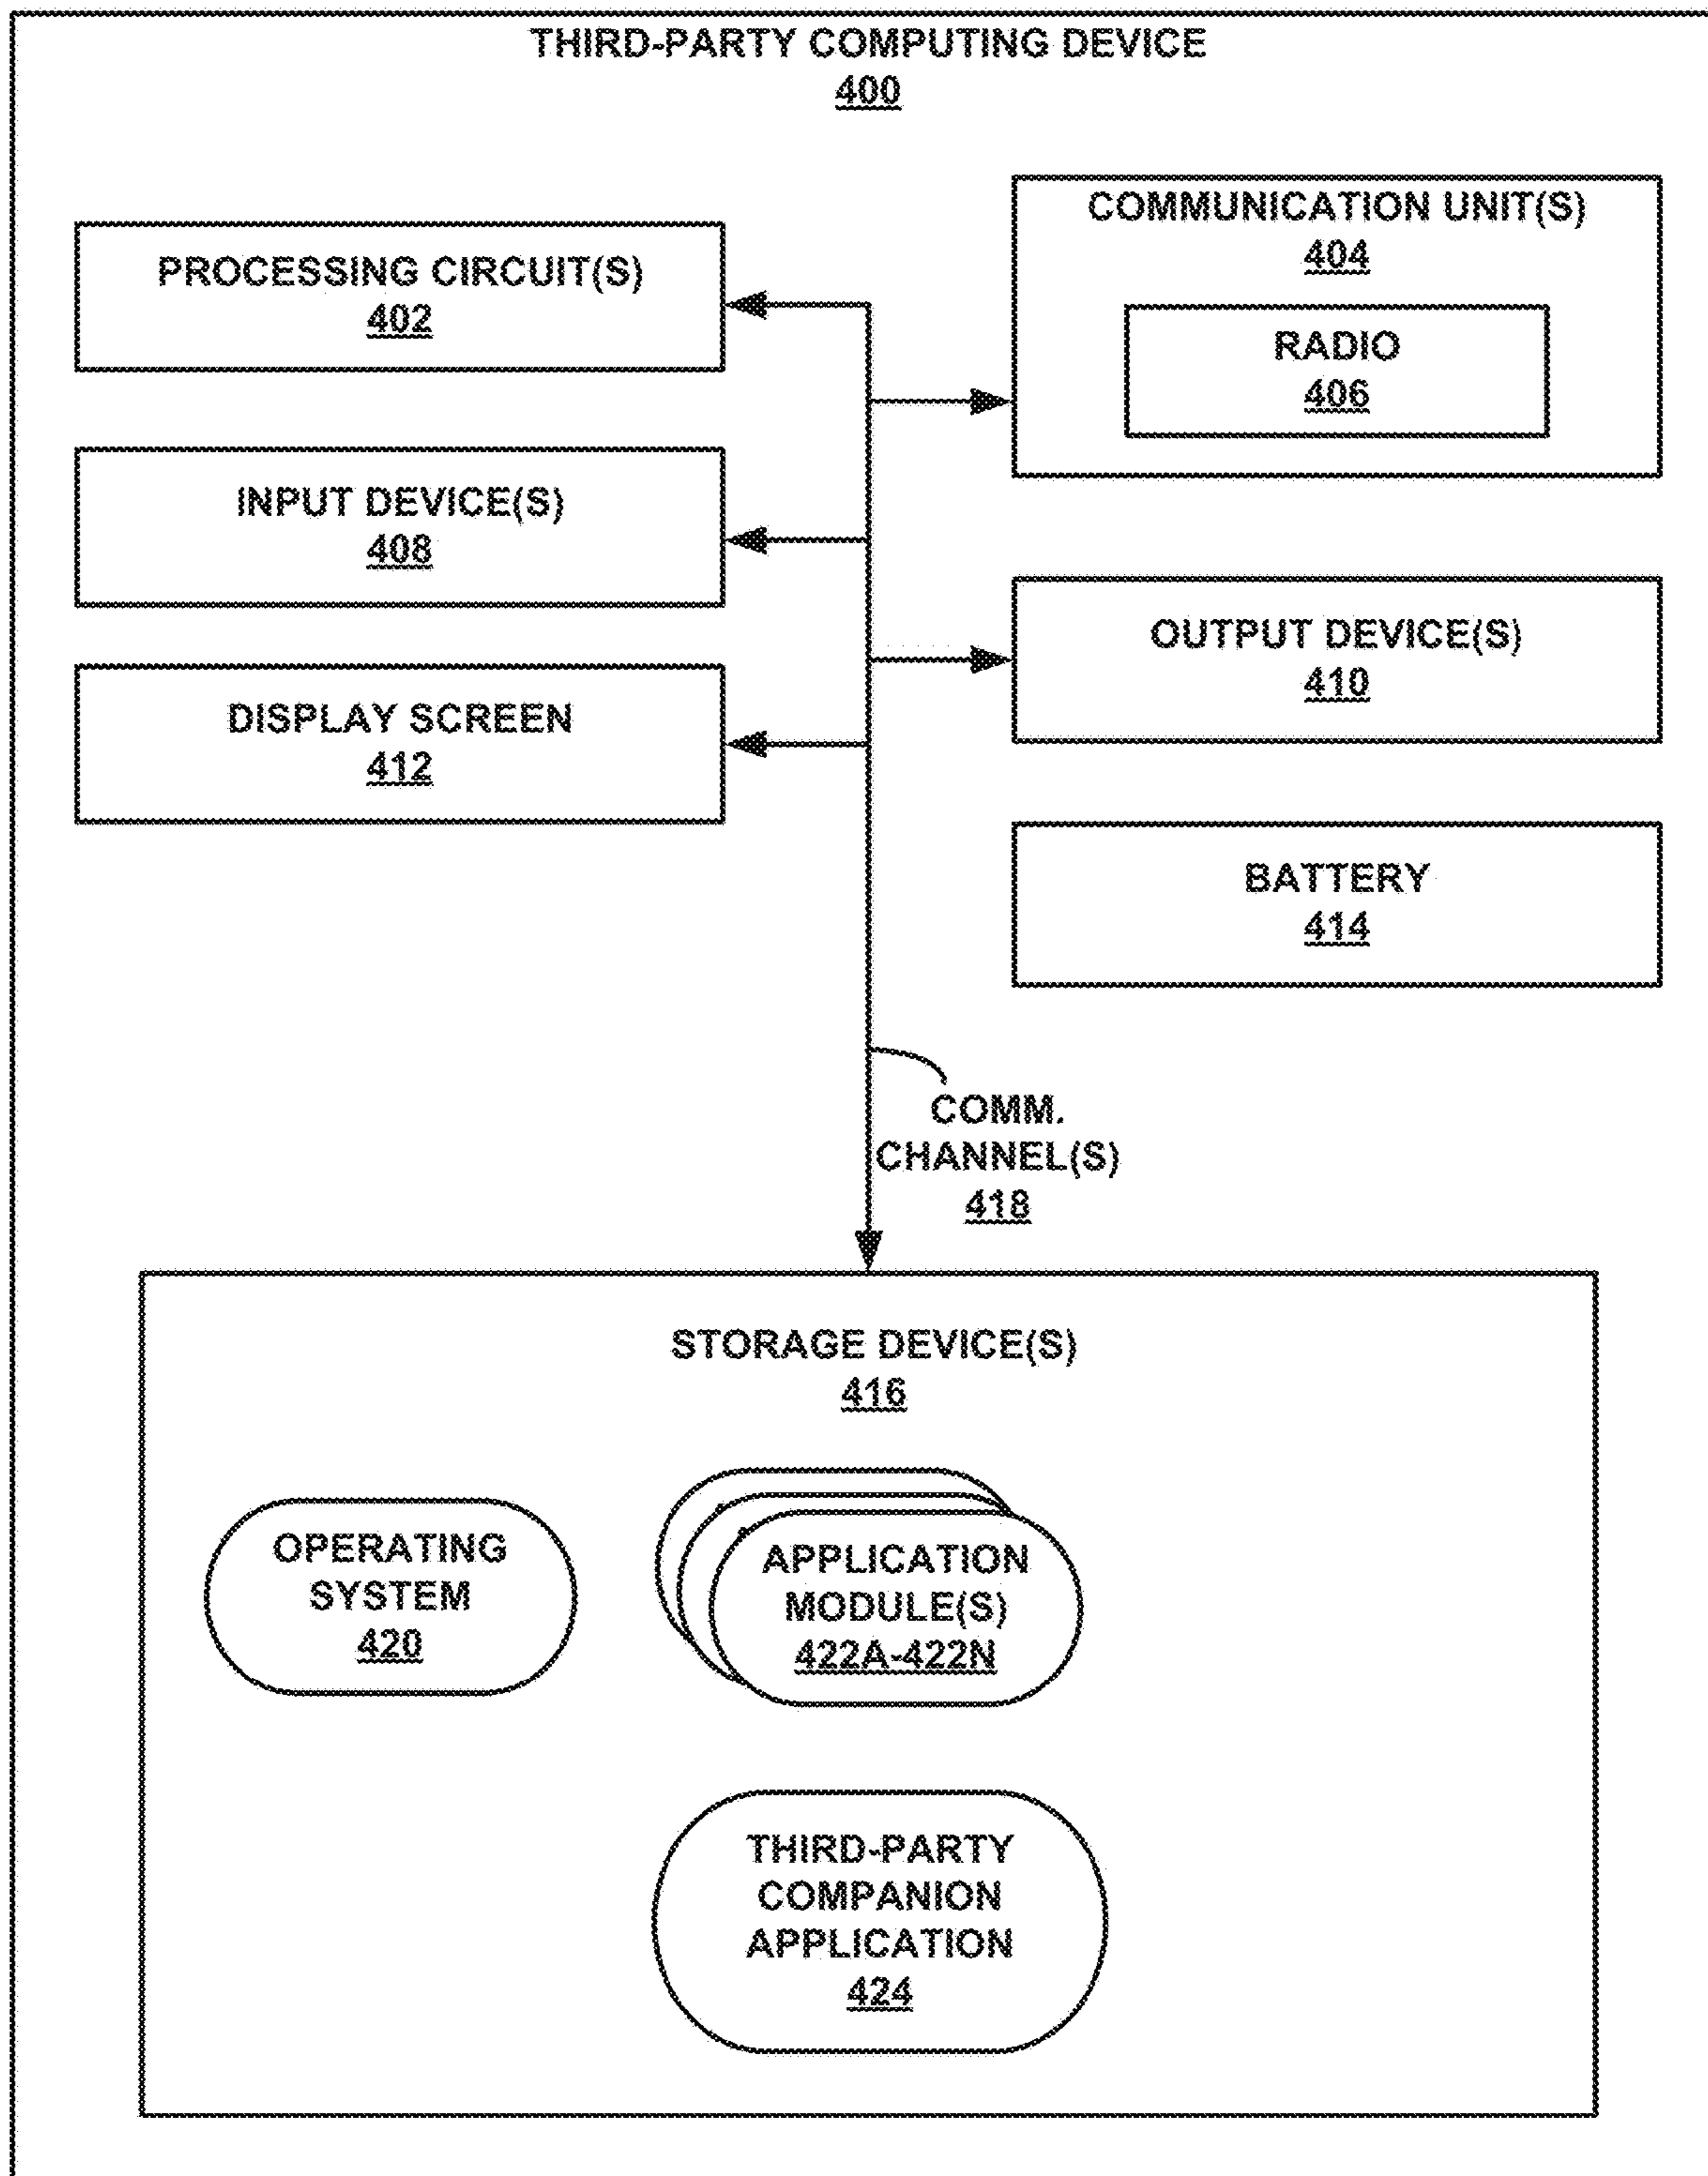 THIRD-PARTY COMPUTING DEVICE
400
PROCESSING CIRCUIT(S)
402
COMMUNICATION UNIT(S)
404
RADIO
406
INPUT DEVICE(S)
408
OUTPUT DEVICE(S)
410
DISPLAY SCREEN
412
BATTERY
414
COMM.
CHANNEL(S)
418
STORAGE DEVICE(S)
416
OPERATING
SYSTEM
420
APPLICATION
MODULE(S)
422A-422N
THIRD-PARTY
COMPANION
APPLICATION
424